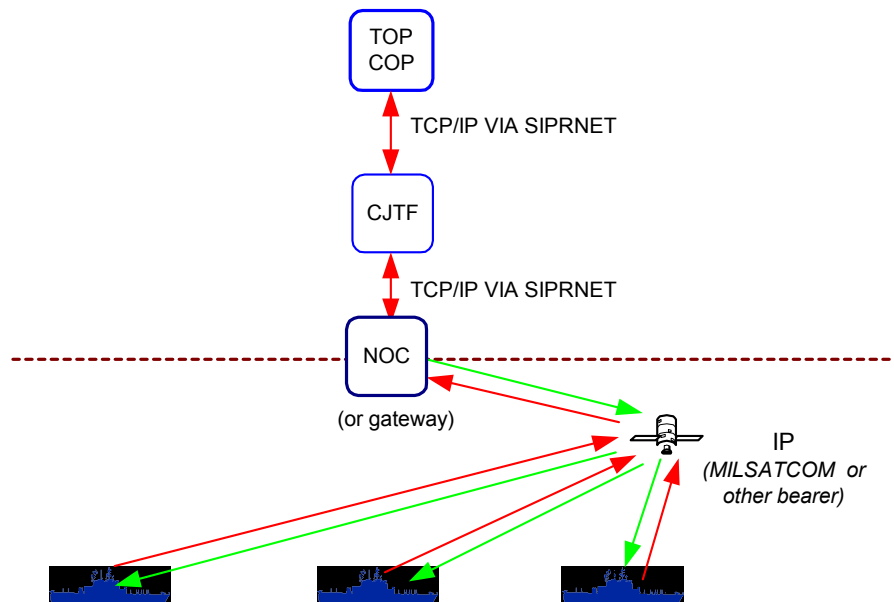 TOP
COP
TCP/IP VIA SIPRNET
CJTF
TCP/IP VIA SIPRNET
NOC
(or gateway)
IP
(MILSATCOM or
other bearer)